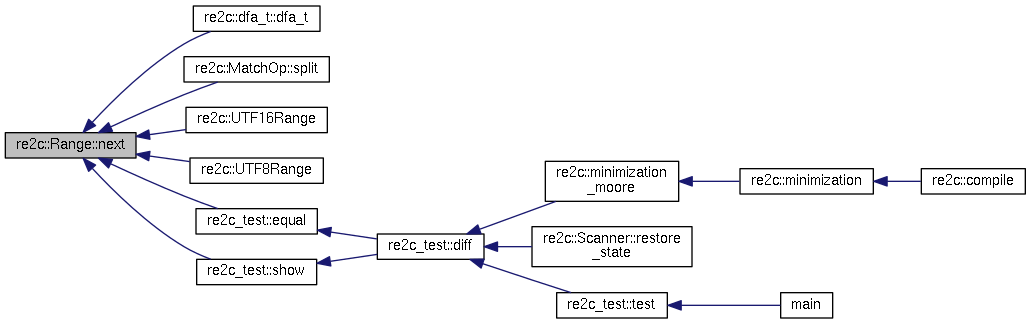 re2c::dfa_t::dfa_t
re2c::MatchOp::split
re2c::UTF16Range
re2c::Range::next
re2c::UTF8Range
re2c_test::equal
re2c_test::show
re2c_test::diff
re2c::minimization
_moore
re2c::minimization
re2c::compile
re2c::Scanner::restore
_state
re2c_test::test
main